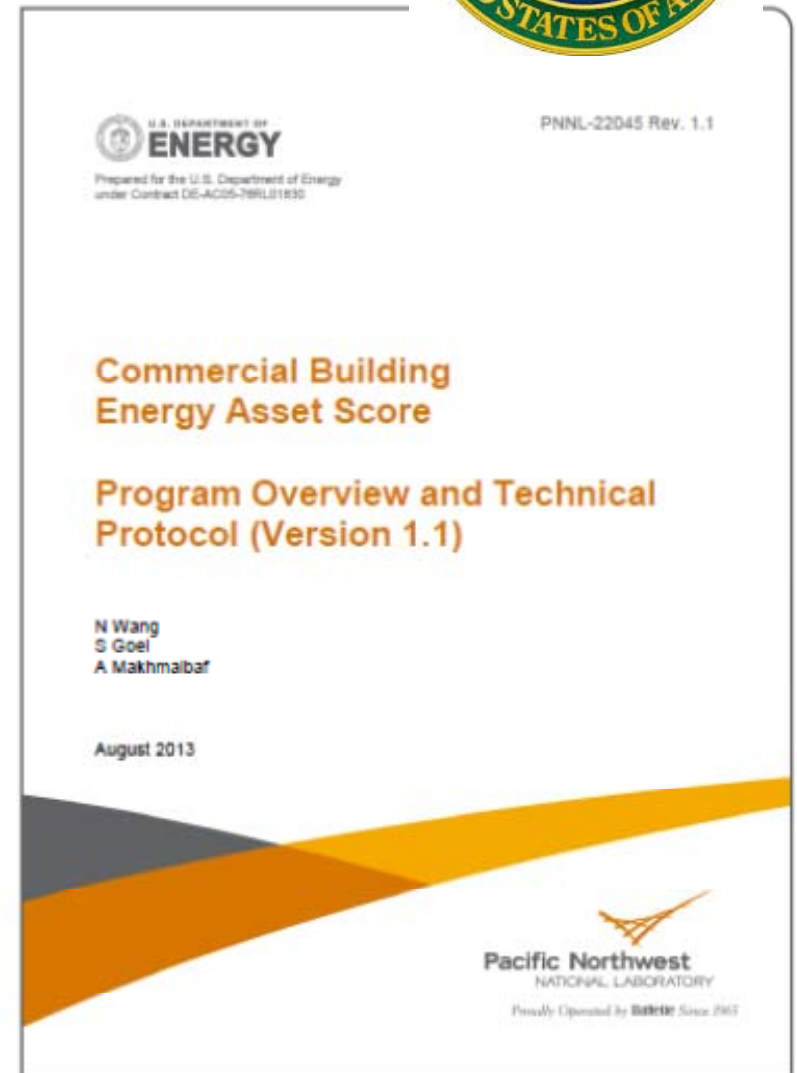 STATES OF A
U.S. DEPARTMENT OF
ENERGY
PNNL-22045 Rev. 1.1
Prepared for the U.S. Department of Energy
under Contract DE-AC05-76RL01830
Commercial Building
Energy Asset Score
Program Overview and Technical
Protocol (Version 1.1)
N Wang
S Goel
A Makhmalbaf
August 2013
Pacific Northwest
NATIONAL LABORATORY
Proudly Operated by Battelle Since 1965